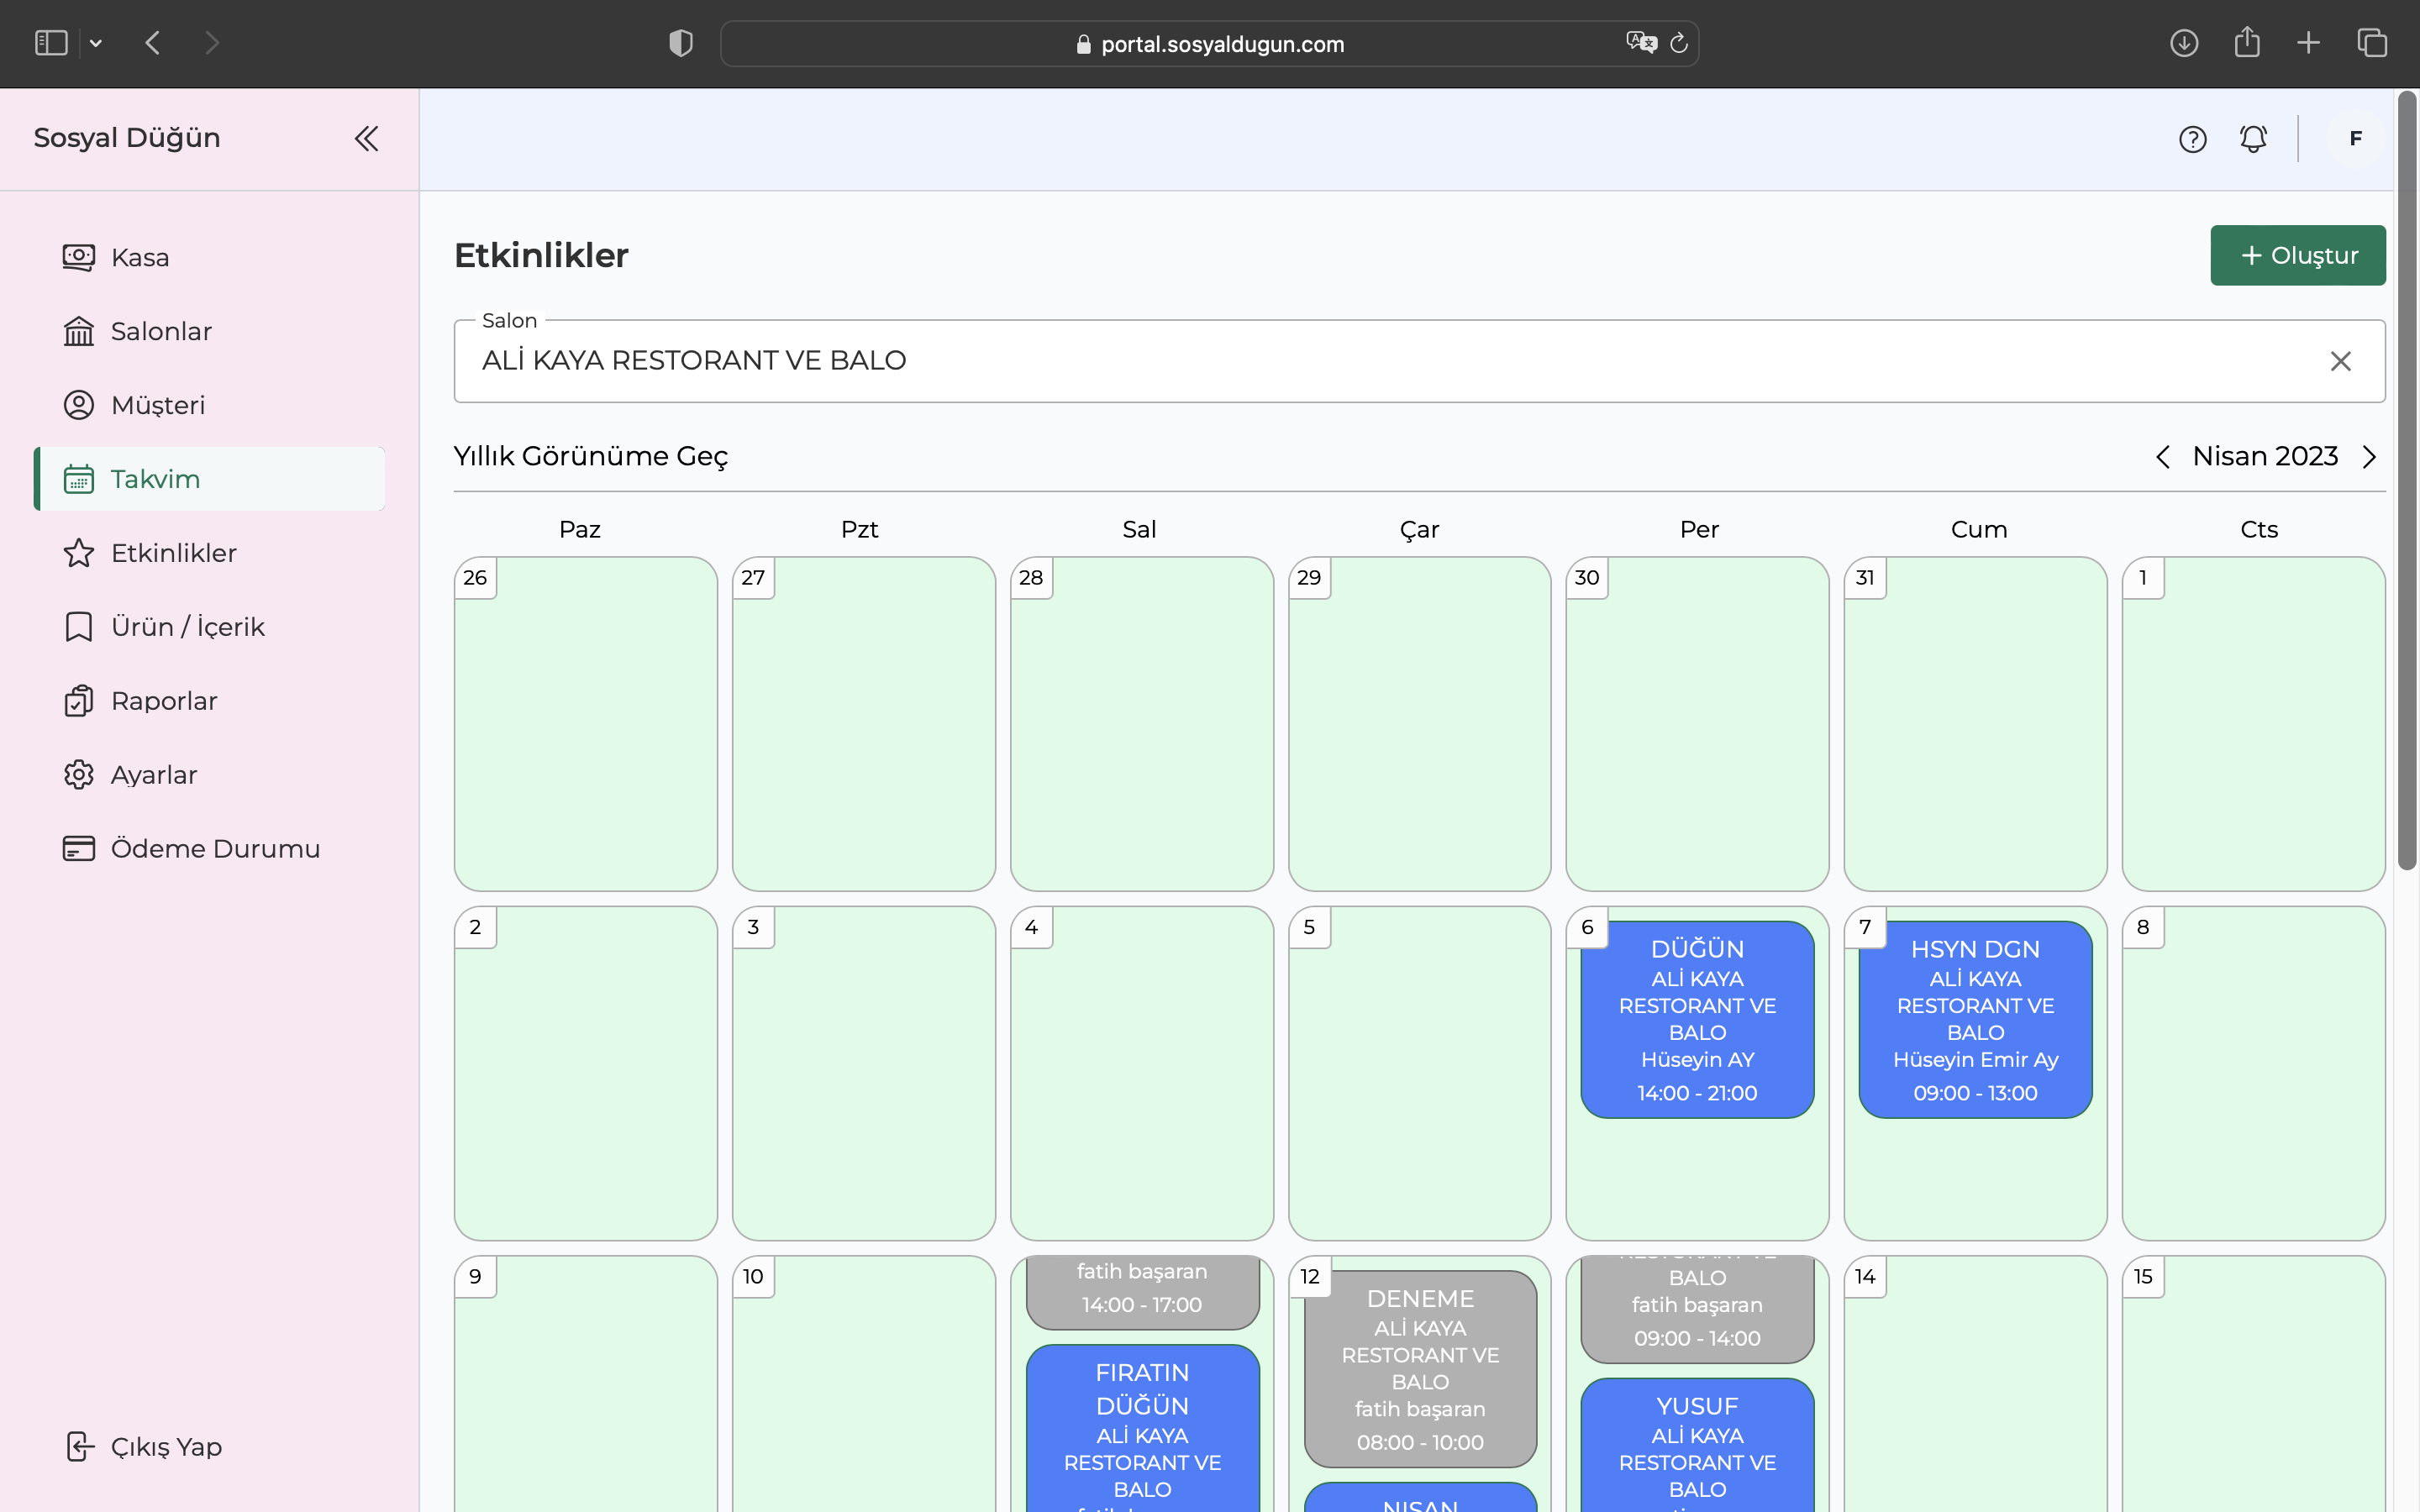 portal.sosyaldugun.com
Sosyal Düğün
F
Kasa
Salonlar
Müşteri
Takvim
Etkinlikler
Ürün / İçerik
Raporlar
Ayarlar
Ödeme Durumu
Çıkış Yap
Etkinlikler
+ Oluştur
Salon
ALİ KAYA RESTORANT VE BALO
Yıllık Görünüme Geç
Nisan 2023
Paz Pzt Sal Çar Per Cum Cts
26 27 28 29 30 31 1
2 3 4 5 6 7 8
DÜĞÜN
ALİ KAYA
RESTORANT VE
BALO
Hüseyin AY
14:00 - 21:00
HSYN DGN
ALİ KAYA
RESTORANT VE
BALO
Hüseyin Emir Ay
09:00 - 13:00
9 10 12 14 15
fatih başaran
14:00 - 17:00
FIRATIN
DÜĞÜN
ALİ KAYA
RESTORANT VE
BALO
DENEME
ALİ KAYA
RESTORANT VE
BALO
fatih başaran
08:00 - 10:00
NISAN
RESTORANT VE
BALO
fatih başaran
09:00 - 14:00
YUSUF
ALİ KAYA
RESTORANT VE
BALO